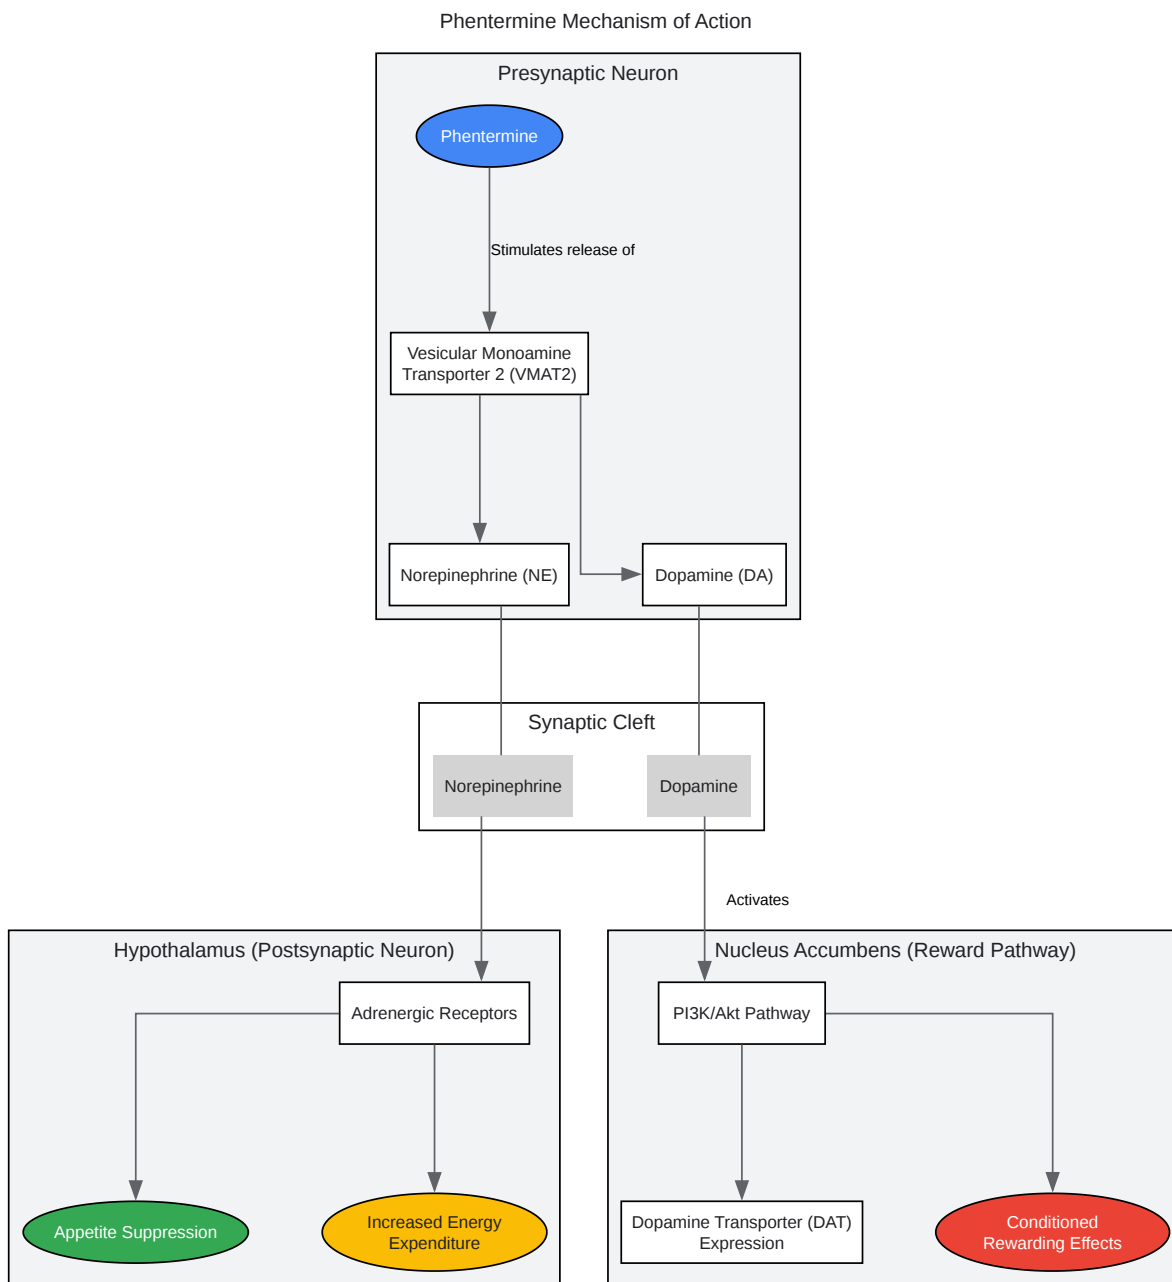 Phentermine Mechanism of Action
Presynaptic Neuron
Phentermine
Stimulates release of
Vesicular Monoamine
Transporter 2 (VMAT2)
Norepinephrine (NE)
Dopamine (DA)
Synaptic Cleft
Norepinephrine
Dopamine
Activates
Hypothalamus (Postsynaptic Neuron)
Nucleus Accumbens (Reward Pathway)
Adrenergic Receptors
PI3K/Akt Pathway
Appetite Suppression
Increased Energy
Expenditure
Dopamine Transporter (DAT)
Expression
Conditioned
Rewarding Effects